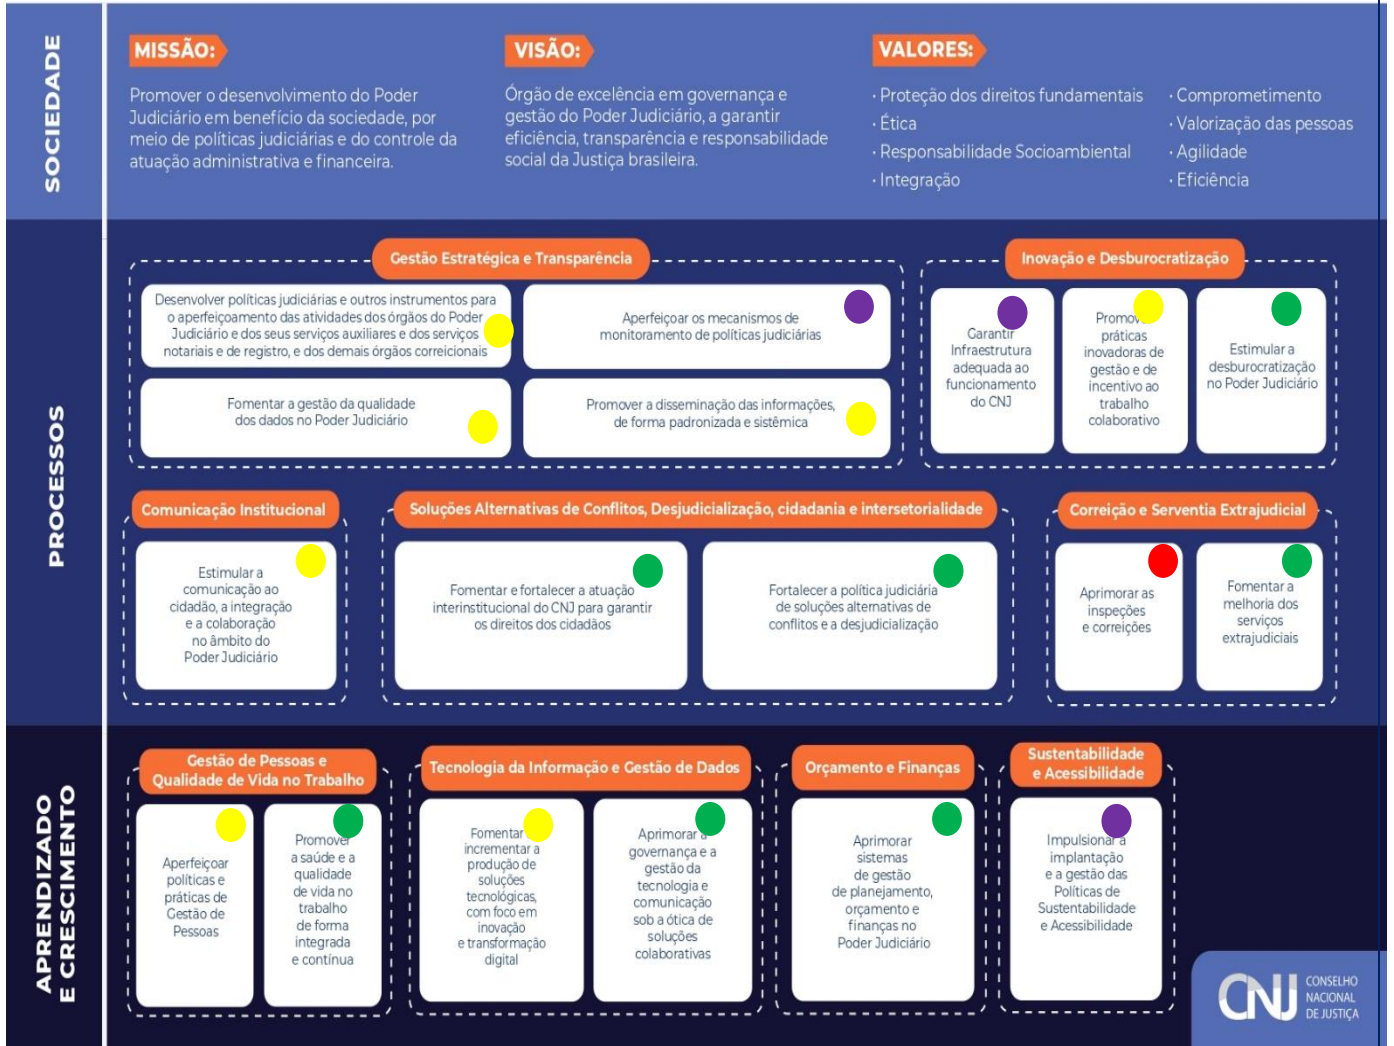 SOCIEDADE
MISSÃO:
Promover o desenvolvimento do Poder
Judiciário em benefício da sociedade, por
meio de políticas judiciárias e do controle da
atuação administrativa e financeira.
VISÃO:
Órgão de excelência em governança e
gestão do Poder Judiciário, a garantir
eficiência, transparência e responsabilidade
social da Justiça brasileira.
VALORES:
· Proteção dos direitos fundamentais
· Ética
· Responsabilidade Socioambiental
· Integração
· Comprometimento
· Valorização das pessoas
· Agilidade
· Eficiência
PROCESSOS
Gestão Estratégica e Transparência
Desenvolver políticas judiciárias e outros instrumentos para
o aperfeiçoamento das atividades dos órgãos do Poder
Judiciário e dos seus serviços auxiliares e dos serviços
notariais e de registro, e dos demais órgãos correicionais
Aperfeiçoar os mecanismos de
monitoramento de políticas judiciárias
Fomentar a gestão da qualidade
dos dados no Poder Judiciário
Promover a disseminação das informações,
de forma padronizada e sistêmica
Inovação e Desburocratização
Garantir
Infraestrutura
adequada ao
funcionamento
do CNJ
Promover
práticas
inovadoras de
gestão e de
incentivo ao
trabalho
colaborativo
Estimular a
desburocratização
no Poder Judiciário
Comunicação Institucional
Estimular a
comunicação ao
cidadão, a integração
e a colaboração
no âmbito do
Poder Judiciário
Soluções Alternativas de Conflitos, Desjudicialização, cidadania e intersetorialidade
Fomentar e fortalecer a atuação
interinstitucional do CNJ para garantir
os direitos dos cidadãos
Fortalecer a política judiciária
de soluções alternativas de
conflitos e a desjudicialização
Correição e Serventia Extrajudicial
Aprimorar as
inspeções
e correições
Fomentar a
melhoria dos
serviços
extrajudiciais
APRENDIZADO
E CRESCIMENTO
Gestão de Pessoas e
Qualidade de Vida no Trabalho
Aperfeiçoar
políticas e
práticas de
Gestão de
Pessoas
Promover
a saúde e a
qualidade
de vida no
trabalho
de forma
integrada
e contínua
Tecnologia da Informação e Gestão de Dados
Fomentar
incrementar a
produção de
soluções
tecnológicas,
com foco em
inovação
e transformação
digital
Aprimorar a
governança e a
gestão da
tecnologia e
comunicação
sob a ótica de
soluções
colaborativas
Orçamento e Finanças
Aprimorar
sistemas
de gestão
de planejamento,
orçamento e
finanças no
Poder Judiciário
Sustentabilidade
e Acessibilidade
Impulsionar a
implantação
e a gestão das
Políticas de
Sustentabilidade
e Acessibilidade
CNJ
CONSELHO
NACIONAL
DE JUSTIÇA